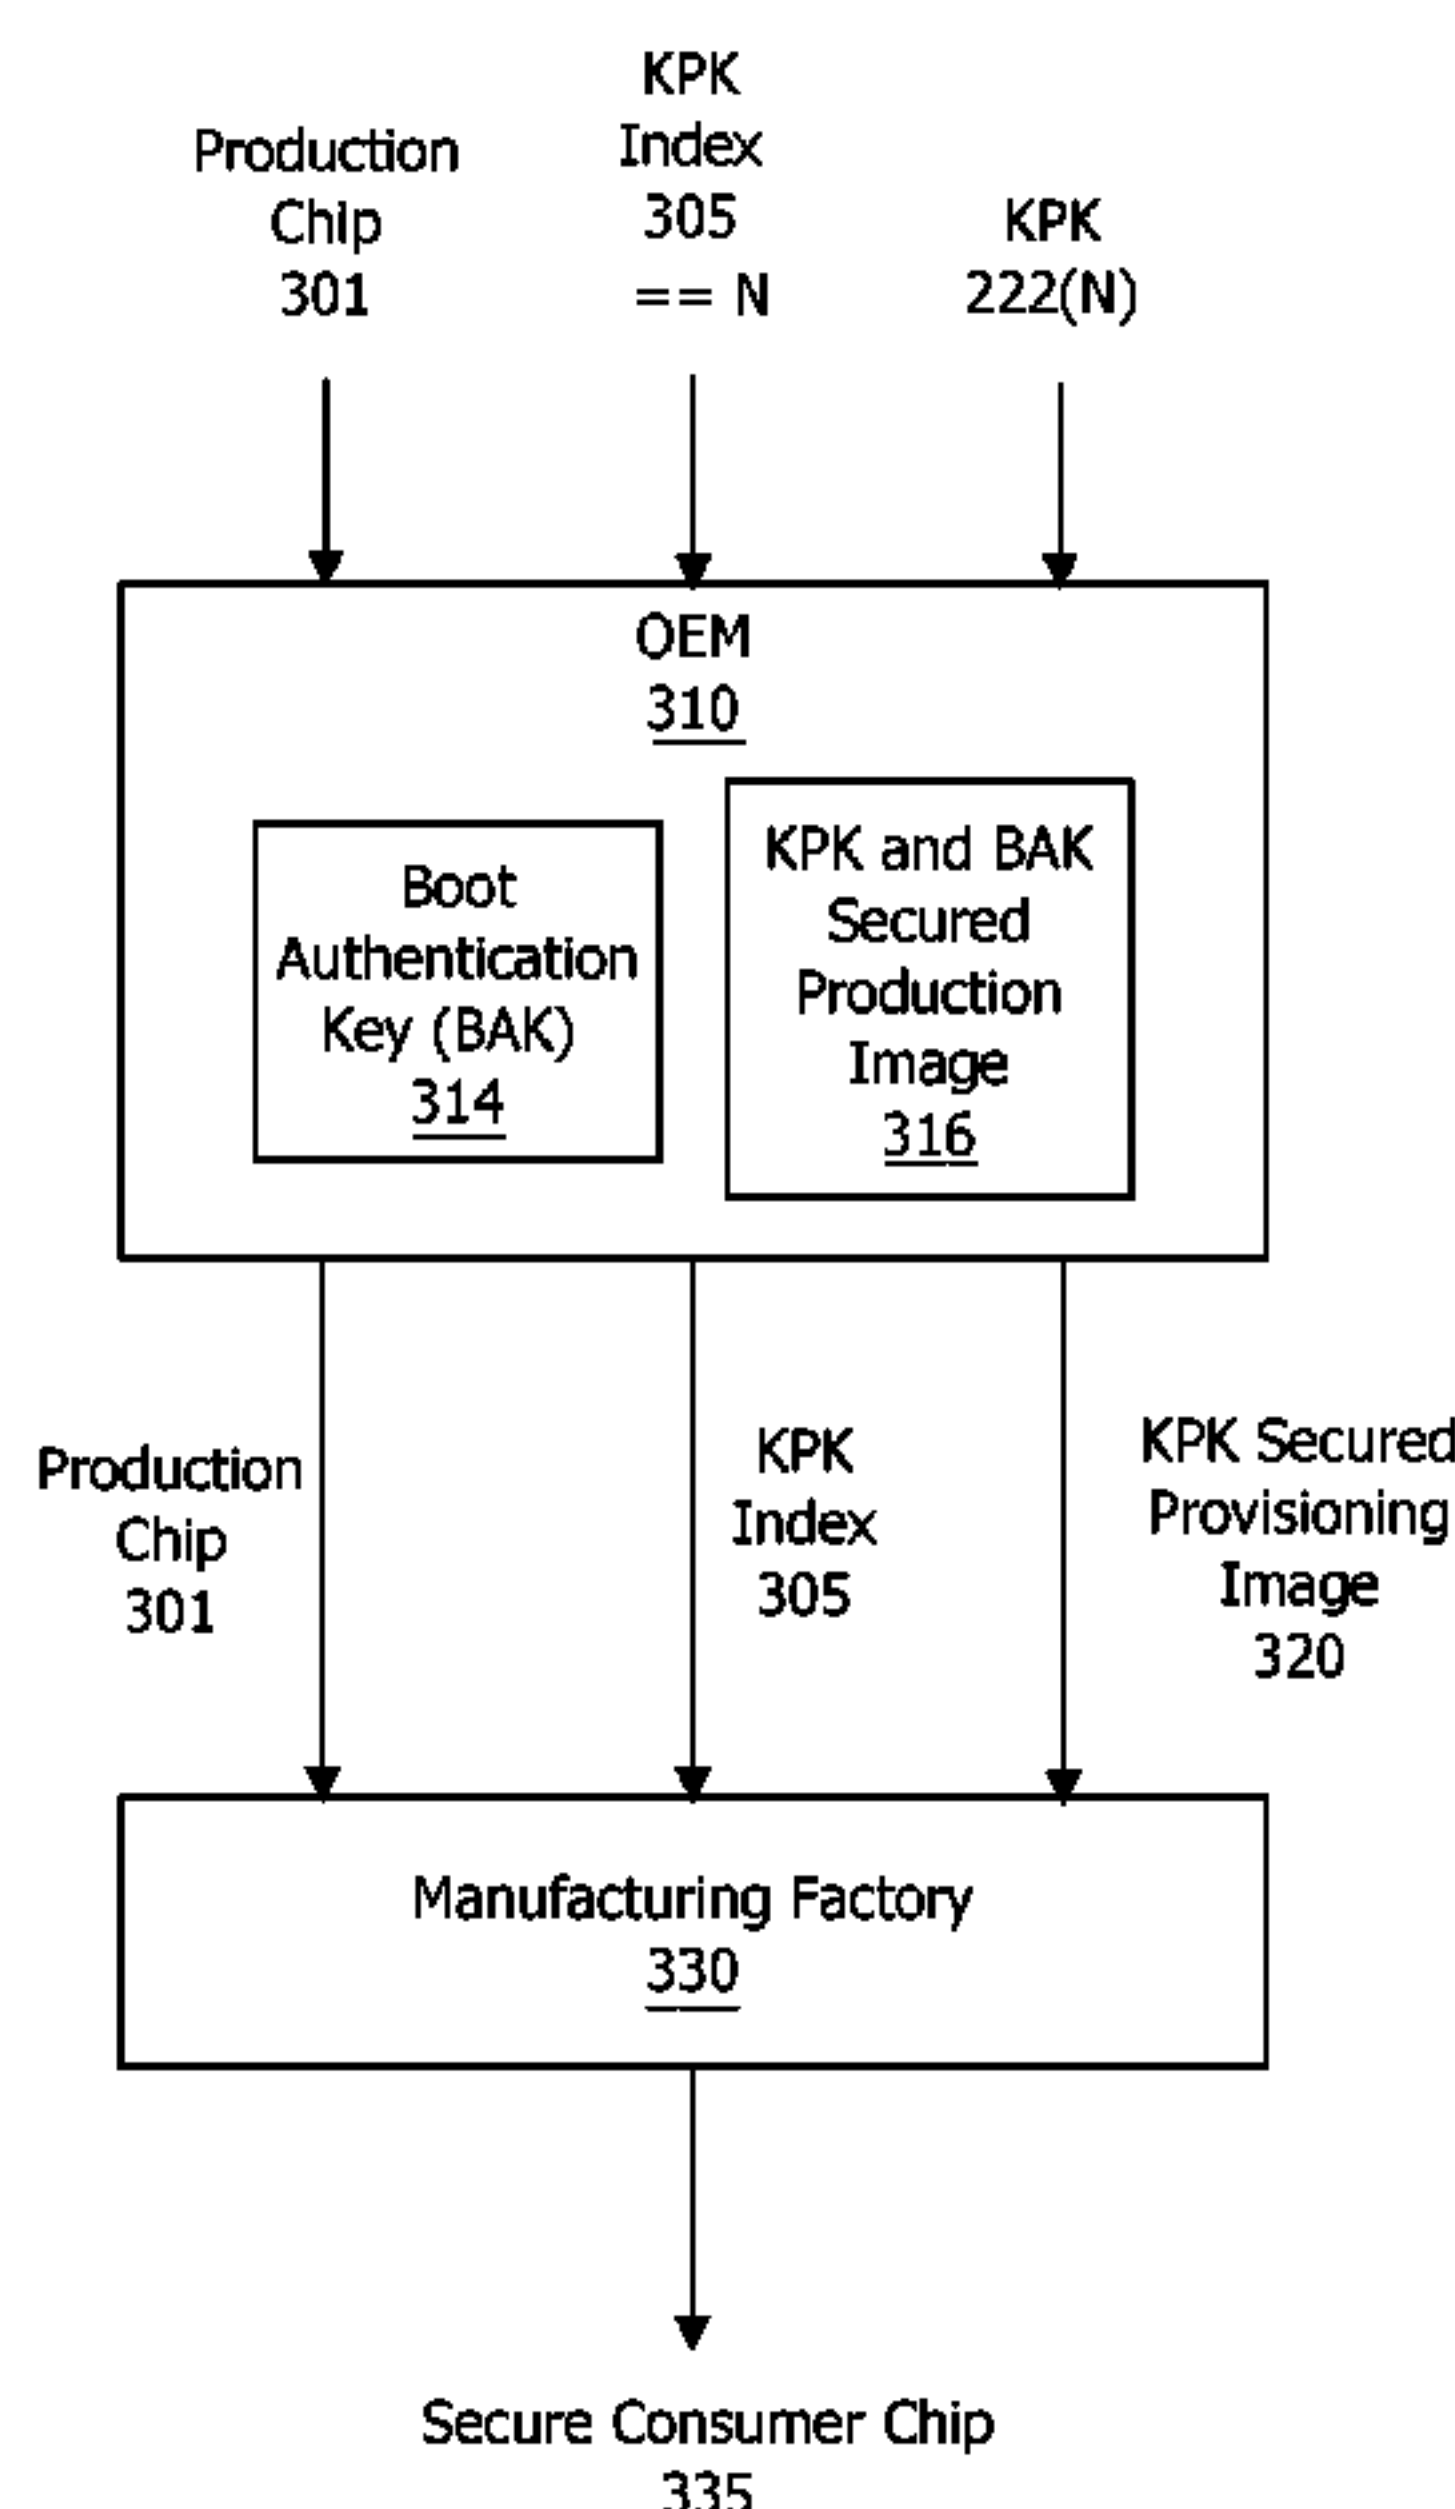 Production
Chip
301
KPK
Index
305
== N
KPK
222(N)
OEM
310
Boot
Authentication
Key (BAK)
314
KPK and BAK
Secured
Production
Image
316
Production
Chip
301
KPK
Index
305
KPK Secured
Provisioning
Image
320
Manufacturing Factory
330
Secure Consumer Chip
335